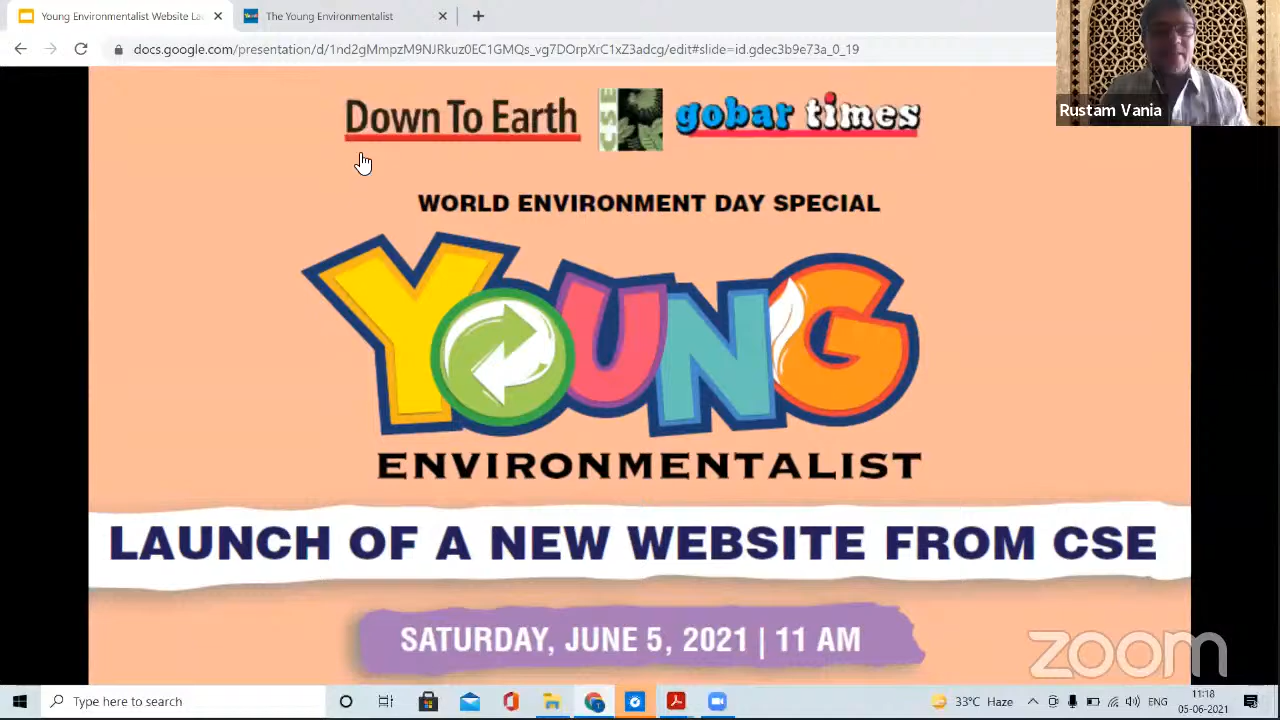 Young Environmentalist Website La
The Young Environmentalist
docs.google.com/presentation/d/1nd2gMmpzM9NJRkuz0EC1GMQs_vg7DOrpXrC1xZ3adcg/edit#slide=id.gdec3b9e73a_0_19
Rustam Vania
Down To Earth
CSE
gobar times
WORLD ENVIRONMENT DAY SPECIAL
YOUNG
ENVIRONMENTALIST
LAUNCH OF A NEW WEBSITE FROM CSE
SATURDAY, JUNE 5, 2021 | 11 AM
zoom
Type here to search
33°C Haze
ENG
11:18
05-06-2021